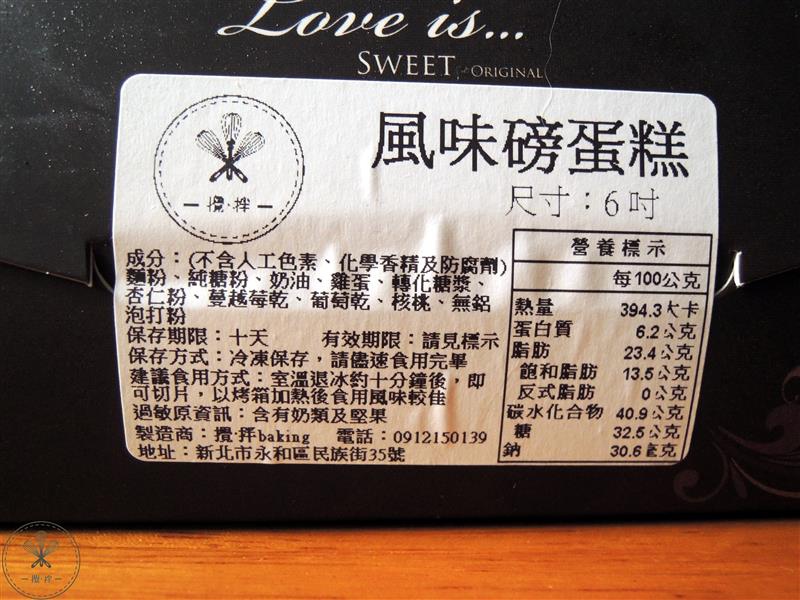 Love is...
SWEET
ORIGINAL
攪·拌
風味磅蛋糕
尺寸：6吋
成分：(不含人工色素、化學香精及防腐劑)
麵粉、純糖粉、奶油、雞蛋、轉化糖漿、
杏仁粉、蔓越莓乾、葡萄乾、核桃、無鋁
泡打粉
保存期限：十天 有效期限：請見標示
保存方式：冷凍保存，請儘速食用完畢
建議食用方式：室溫退冰約十分鐘後，即
可切片，以烤箱加熱後食用風味較佳
過敏原資訊：含有奶類及堅果
製造商：攪·拌baking 電話：0912150139
地址：新北市永和區民族街35號
營養標示
每100公克
熱量 394.3大卡
蛋白質 6.2公克
脂肪 23.4公克
飽和脂肪 13.5公克
反式脂肪 0公克
碳水化合物 40.9公克
糖 32.5公克
鈉 30.6毫克
攪·拌